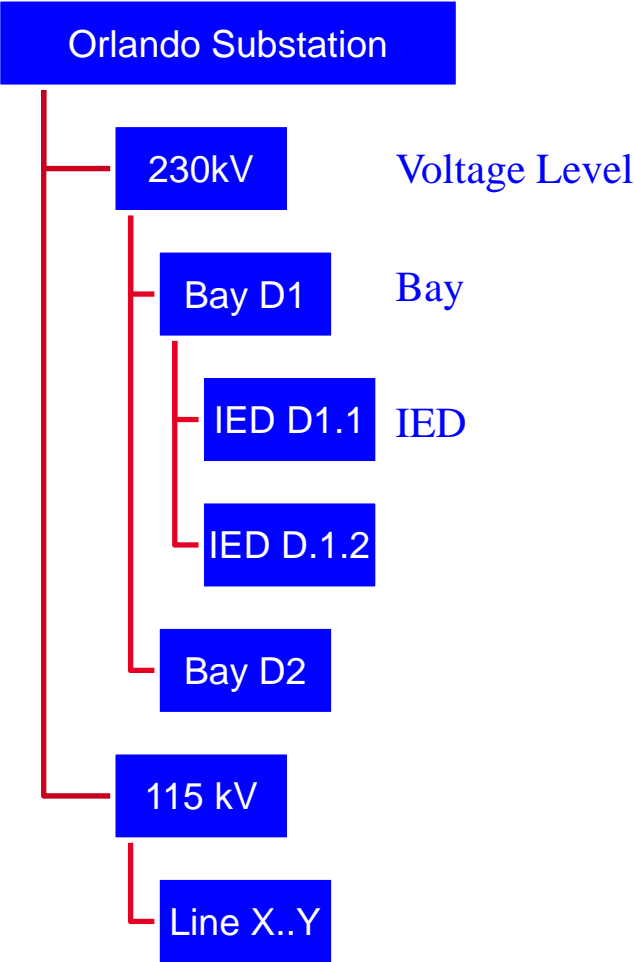 Orlando Substation
230kV Voltage Level
Bay D1 Bay
IED D1.1 IED
IED D.1.2
Bay D2
115 kV
Line X..Y